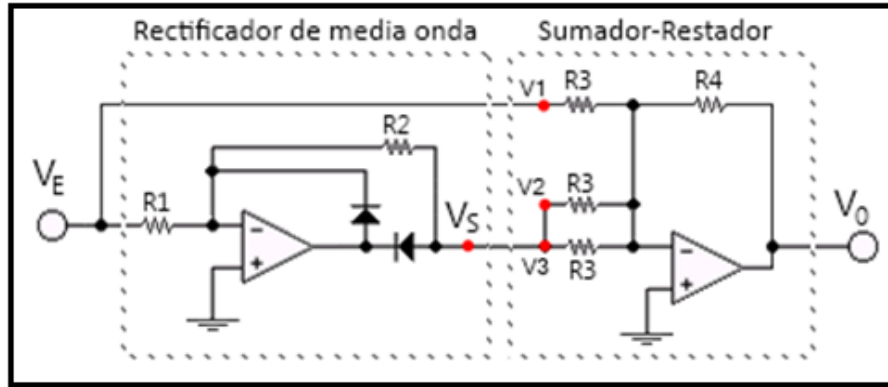 Rectificador de media onda
Sumador-Restador
V1
R3
R4
R2
VE
R1
V2
R3
VS
V0
V3
R3
-
+
-
+